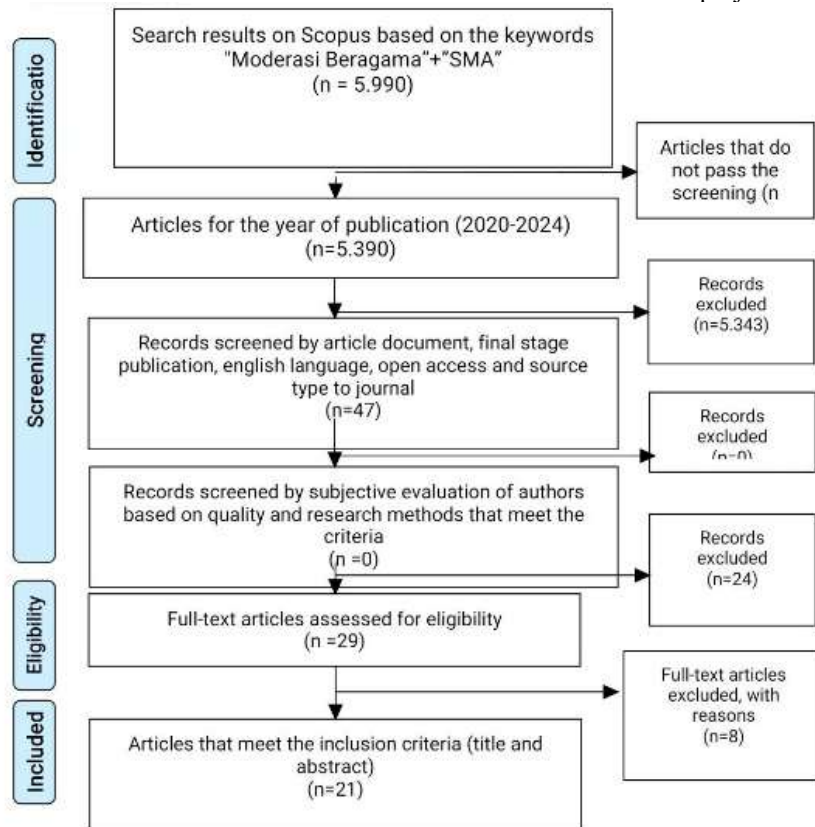 Identificatio
Search results on Scopus based on the keywords
"Moderasi Beragama"+"SMA"
(n = 5.990)
Articles that do
not pass the
screening (n
Screening
Articles for the year of publication (2020-2024)
(n=5.390)
Records
excluded
(n=5.343)
Records screened by article document, final stage
publication, english language, open access and source
type to journal
(n=47)
Records
excluded
(n=0)
Records screened by subjective evaluation of authors
based on quality and research methods that meet the
criteria
(n =0)
Records
excluded
(n=24)
Eligibility
Full-text articles assessed for eligibility
(n =29)
Full-text articles
excluded, with
reasons
(n=8)
Included
Articles that meet the inclusion criteria (title and
abstract)
(n=21)